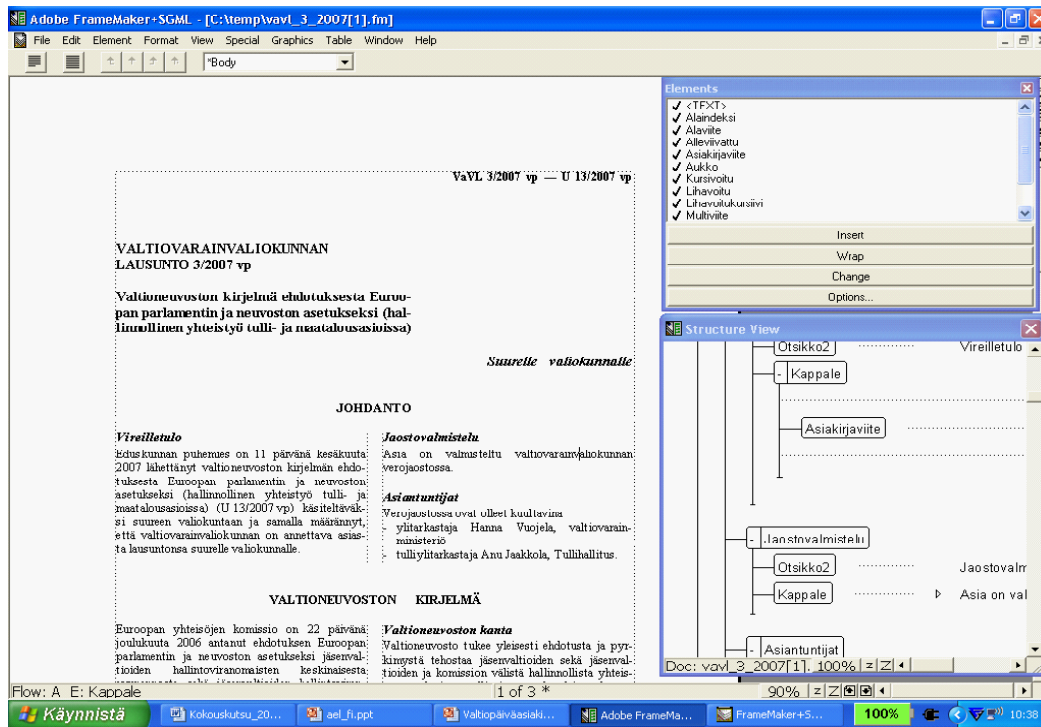 Adobe FrameMaker+SGML - [C:\temp\vavl_3_2007[1].fm]
File Edit Element Format View Special Graphics Table Window Help
*Body
VaVL 3/2007 vp — U 13/2007 vp
VALTIOVARAINVALIOKUNNAN
LAUSUNTO 3/2007 vp
Valtioneuvoston kirjelmä ehdotuksesta Euroo-
pan parlamentin ja neuvoston asetukseksi (hal-
linnollinen yhteistyö tulli- ja maatalousasioissa)
Suurelle valiokunnalle
JOHDANTO
Vireilletulo
Eduskunnan puhemies on 11 päivänä kesäkuuta
2007 lähettänyt valtioneuvoston kirjelmän ehdo-
tuksesta Euroopan parlamentin ja neuvoston
asetukseksi (hallinnollinen yhteistyö tulli- ja
maatalousasioissa) (U 13/2007 vp) käsiteltäväk-
si suureen valiokuntaan ja samalla määrännyt,
että valtiovarainvaliokunnan on annettava asias-
ta lausuntonsa suurelle valiokunnalle.
Jaostovalmistelu
Asia on valmisteltu valtiovarainvaliokunnan
verojaostossa.
Asiantuntijat
Verojaostossa ovat olleet kuultavina
- ylitarkastaja Hanna Vuojela, valtiovarain-
ministeriö
- tulliylitarkastaja Anu Jaakkola, Tullihallitus.
VALTIONEUVOSTON KIRJELMÄ
Euroopan yhteisöjen komissio on 22 päivänä
joulukuuta 2006 antanut ehdotuksen Euroopan
parlamentin ja neuvoston asetukseksi jäsenval-
tioiden hallintoviranomaisten keskinäisestä
Valtioneuvoston kanta
Valtioneuvosto tukee yleisesti ehdotusta ja pyr-
kimystä tehostaa jäsenvaltioiden sekä jäsenval-
tioiden ja komission välistä hallinnollista yhteis-
Elements
<TEXT>
Alaindeksi
Alaviite
Alleviivattu
Asiakirjaviite
Aukko
Kursivoitu
Lihavoitu
Lihavoitukursiivi
Multiviite
Insert
Wrap
Change
Options...
Structure View
Otsikko2 Vireilletulo
- Kappale
Asiakirjaviite
- Jaostovalmistelu
Otsikko2 Jaostovalm
Kappale Asia on val
- Asiantuntijat
Doc: vavl_3_2007[1]. 100%
Flow: A E: Kappale 1 of 3 * 90%
Käynnistä Kokouskutsu_20... ael_fi.ppt Valtiopäiväasiaki... Adobe FrameMa... FrameMaker+S... 100% 10:38